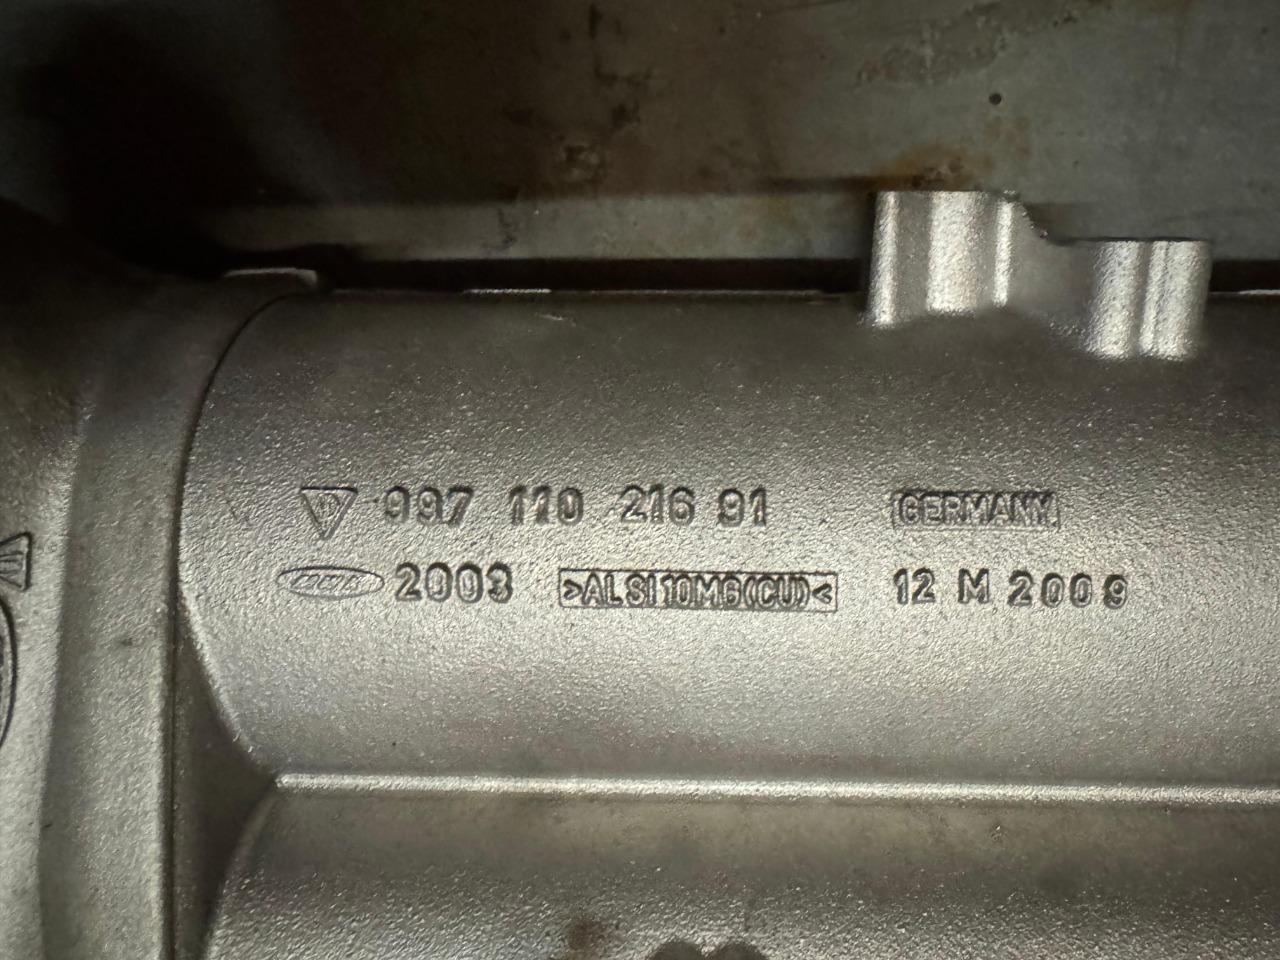 997 110 216 91 GERMANY
2003 >ALSI10MG(CU)< 12 M 2009